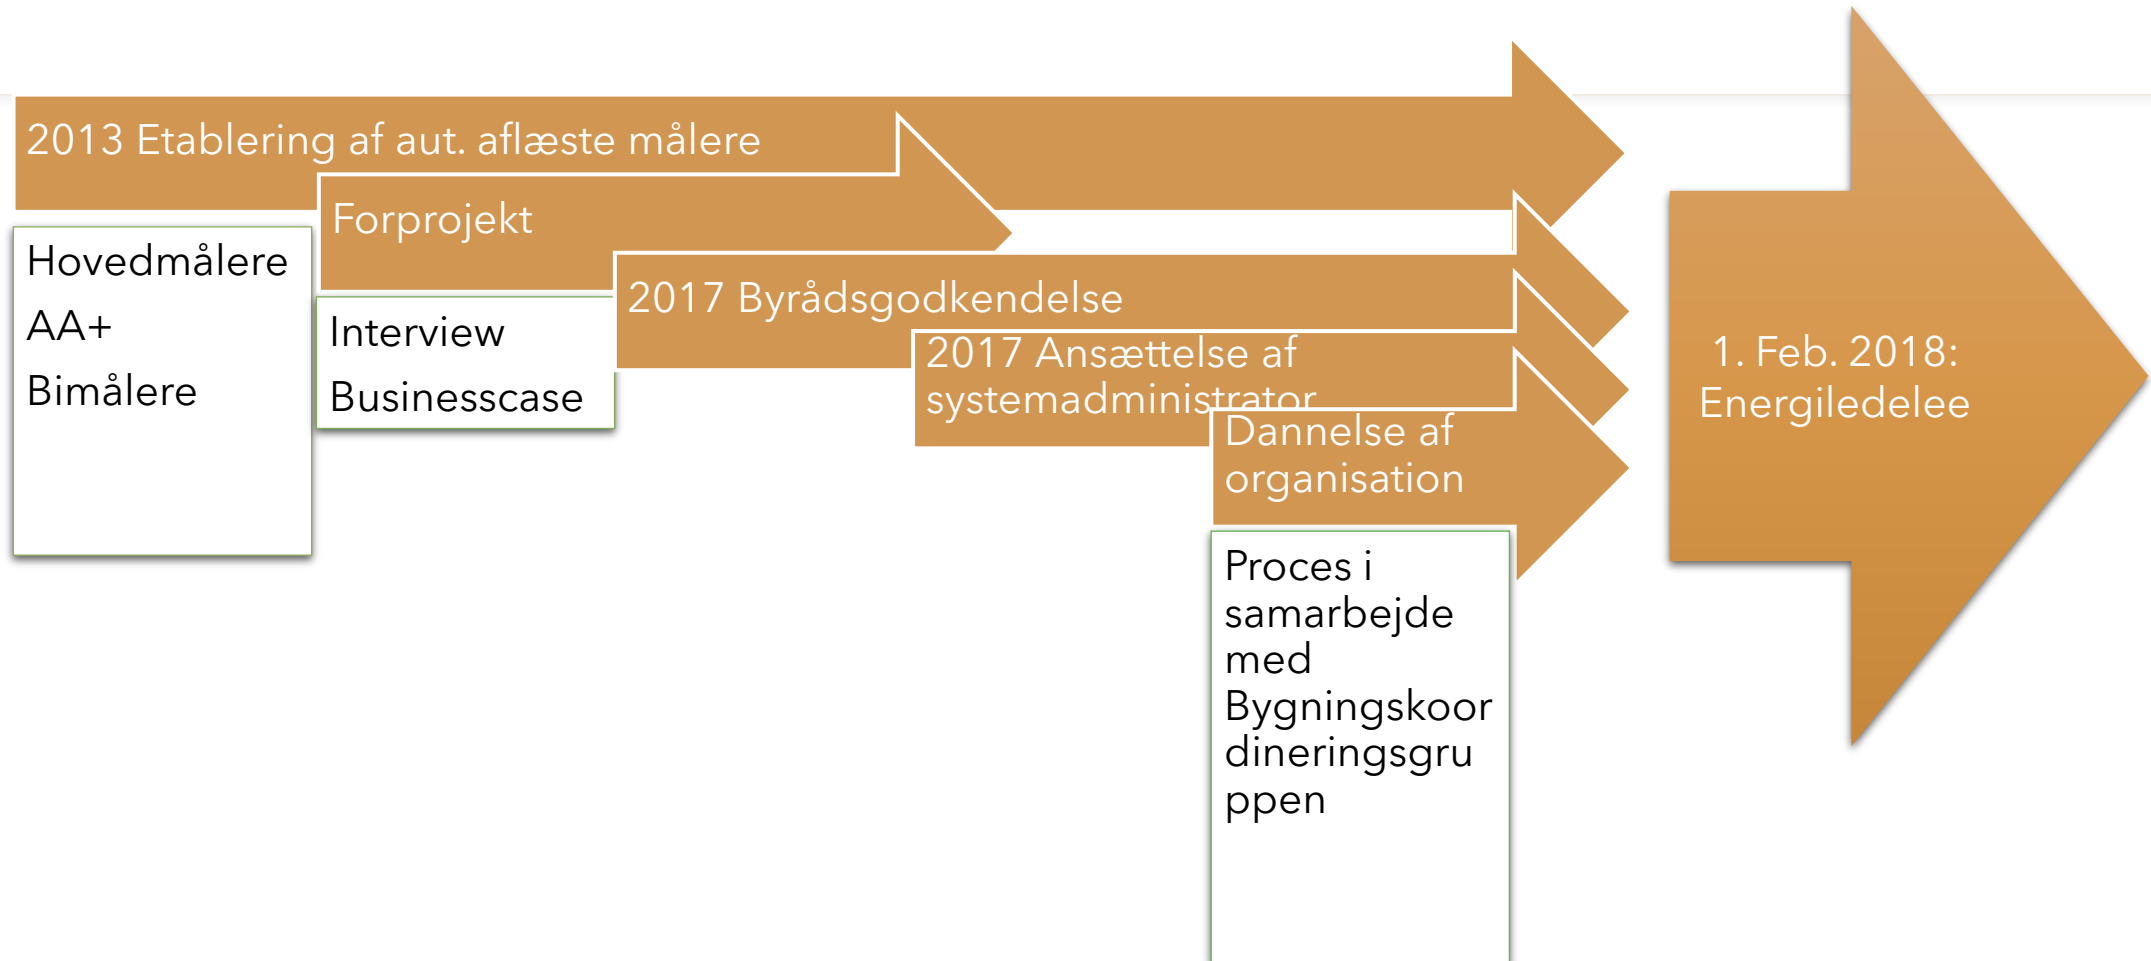 2013 Etablering af aut. aflæste målere
Hovedmålere
AA+
Bimålere
Forprojekt
Interview
Businesscase
2017 Byrådsgodkendelse
2017 Ansættelse af
systemadministrator
Dannelse af
organisation
Proces i
samarbejde
med
Bygningskoor
dineringsgru
ppen
1. Feb. 2018:
Energiledelee